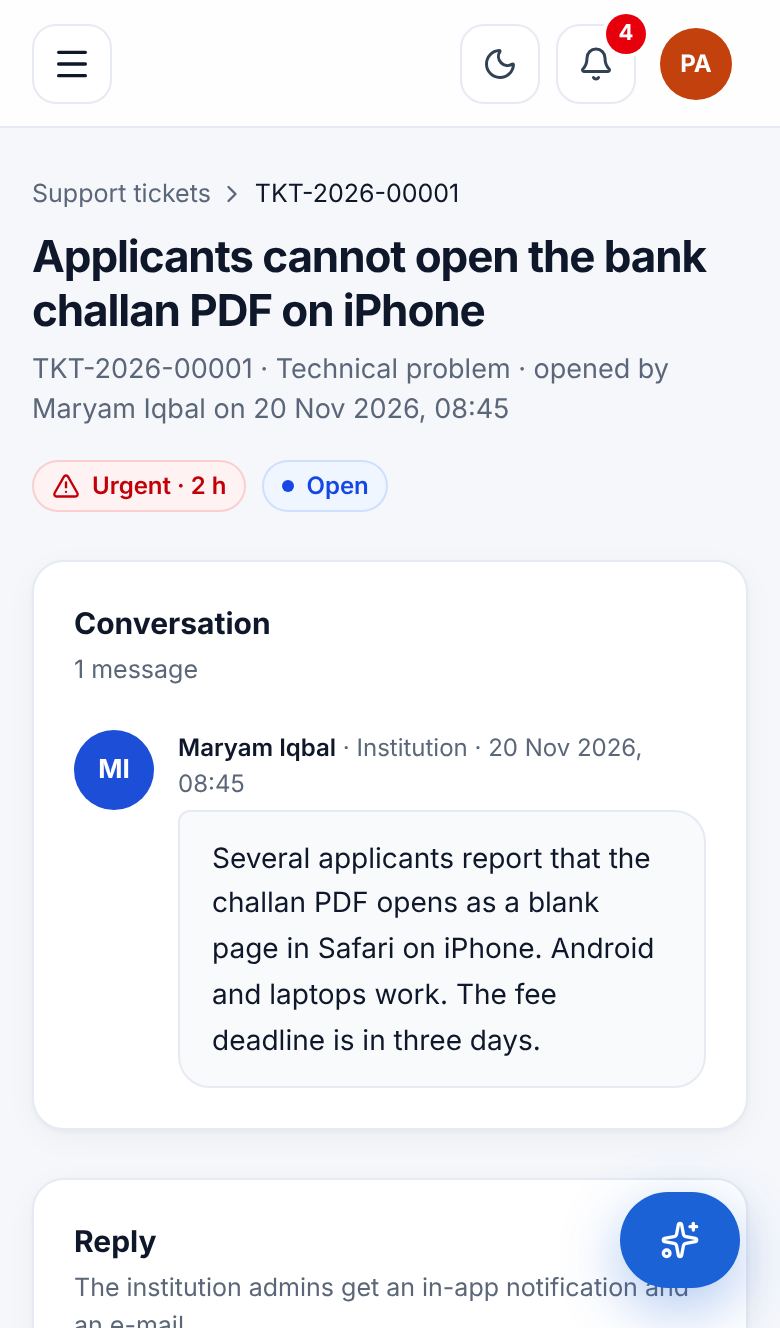 4
PA
Support tickets > TKT-2026-00001
Applicants cannot open the bank
challan PDF on iPhone
TKT-2026-00001 · Technical problem · opened by
Maryam Iqbal on 20 Nov 2026, 08:45
Urgent · 2 h
Open
Conversation
1 message
MI
Maryam Iqbal · Institution · 20 Nov 2026,
08:45
Several applicants report that the
challan PDF opens as a blank
page in Safari on iPhone. Android
and laptops work. The fee
deadline is in three days.
Reply
The institution admins get an in-app notification and
an e-mail